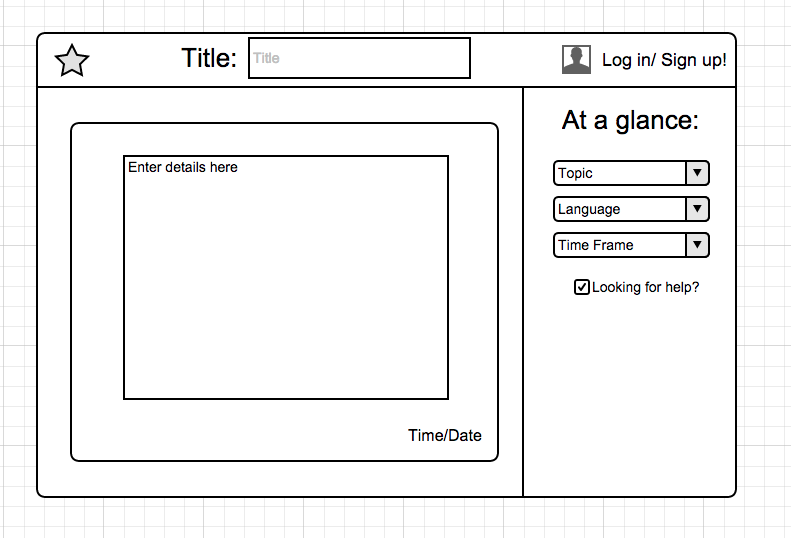 Title:
Title
Log in/ Sign up!
Enter details here
Time/Date
At a glance:
Topic
Language
Time Frame
Looking for help?